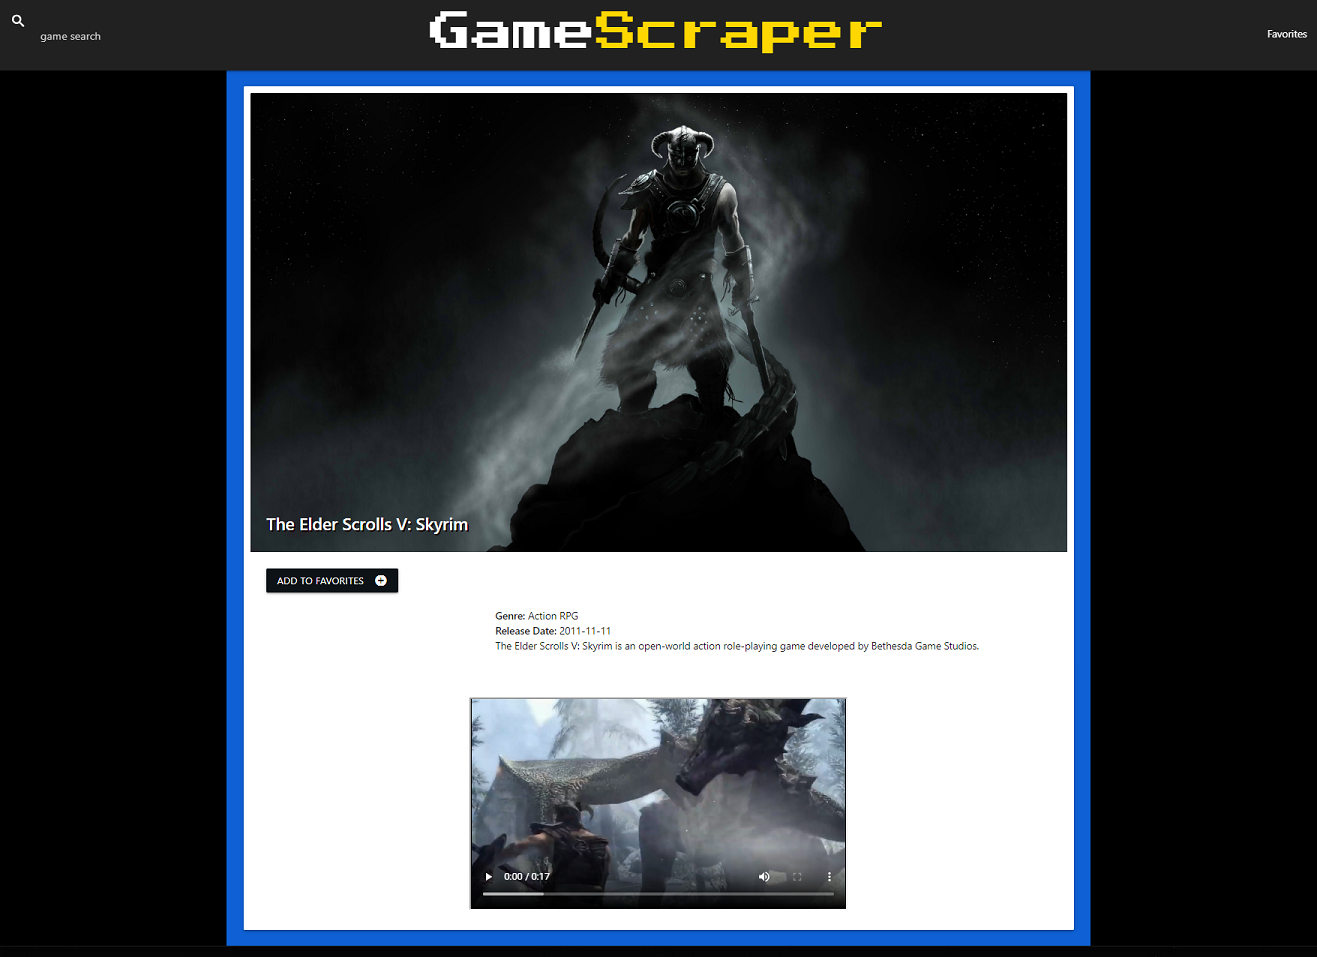 game search
GameScraper
Favorites
The Elder Scrolls V: Skyrim
ADD TO FAVORITES
Genre: Action RPG
Release Date: 2011-11-11
The Elder Scrolls V: Skyrim is an open-world action role-playing game developed by Bethesda Game Studios.
0:00 / 0:17